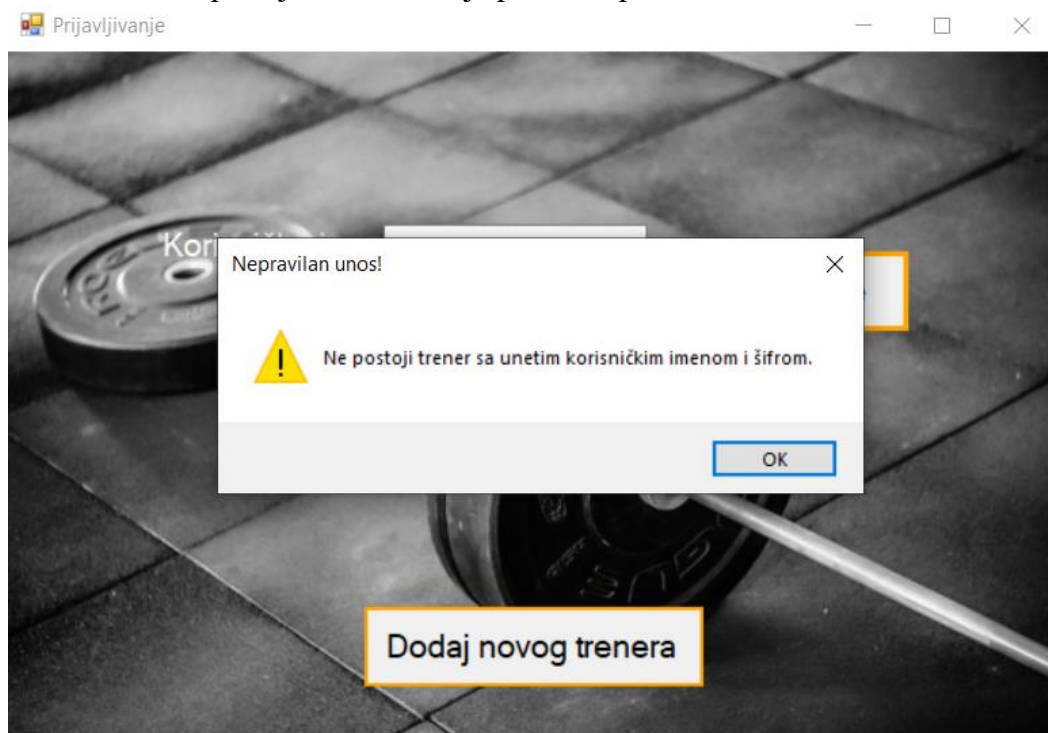 Prijavljivanje
Nepravilan unos!
Ne postoji trener sa unetim korisničkim imenom i šifrom.
OK
Dodaj novog trenera